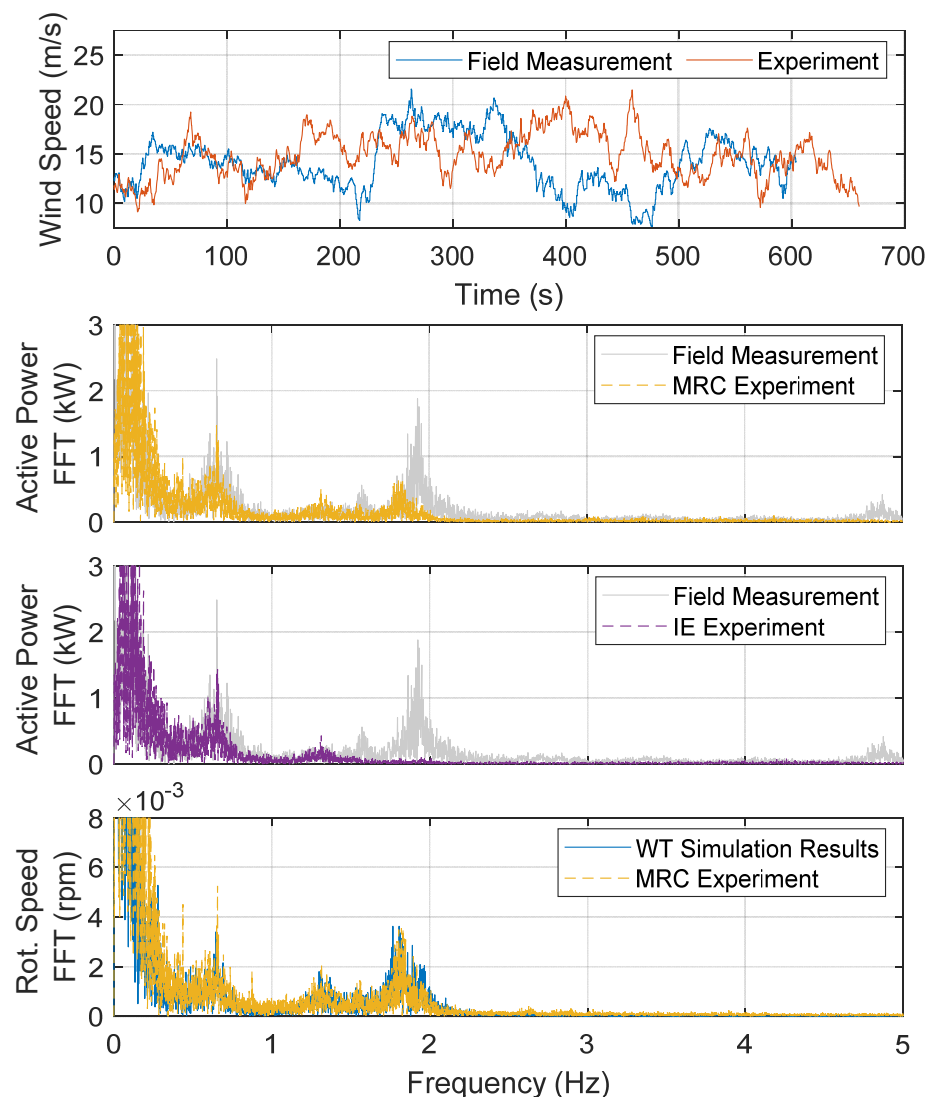 Wind Speed (m/s)
25
20
15
10
Field Measurement
Experiment
0
100
200
300
400
500
600
700
Time (s)
Active Power
FFT (kW)
3
2
1
0
Field Measurement
MRC Experiment
Active Power
FFT (kW)
3
2
1
0
Field Measurement
IE Experiment
×10-3
Rot. Speed
FFT (rpm)
8
6
4
2
0
WT Simulation Results
MRC Experiment
0
1
2
3
4
5
Frequency (Hz)